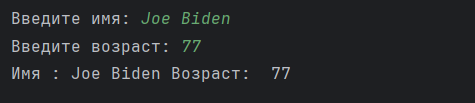 Введите имя: Joe Biden
Введите возраст: 77
Имя : Joe Biden Возраст:  77